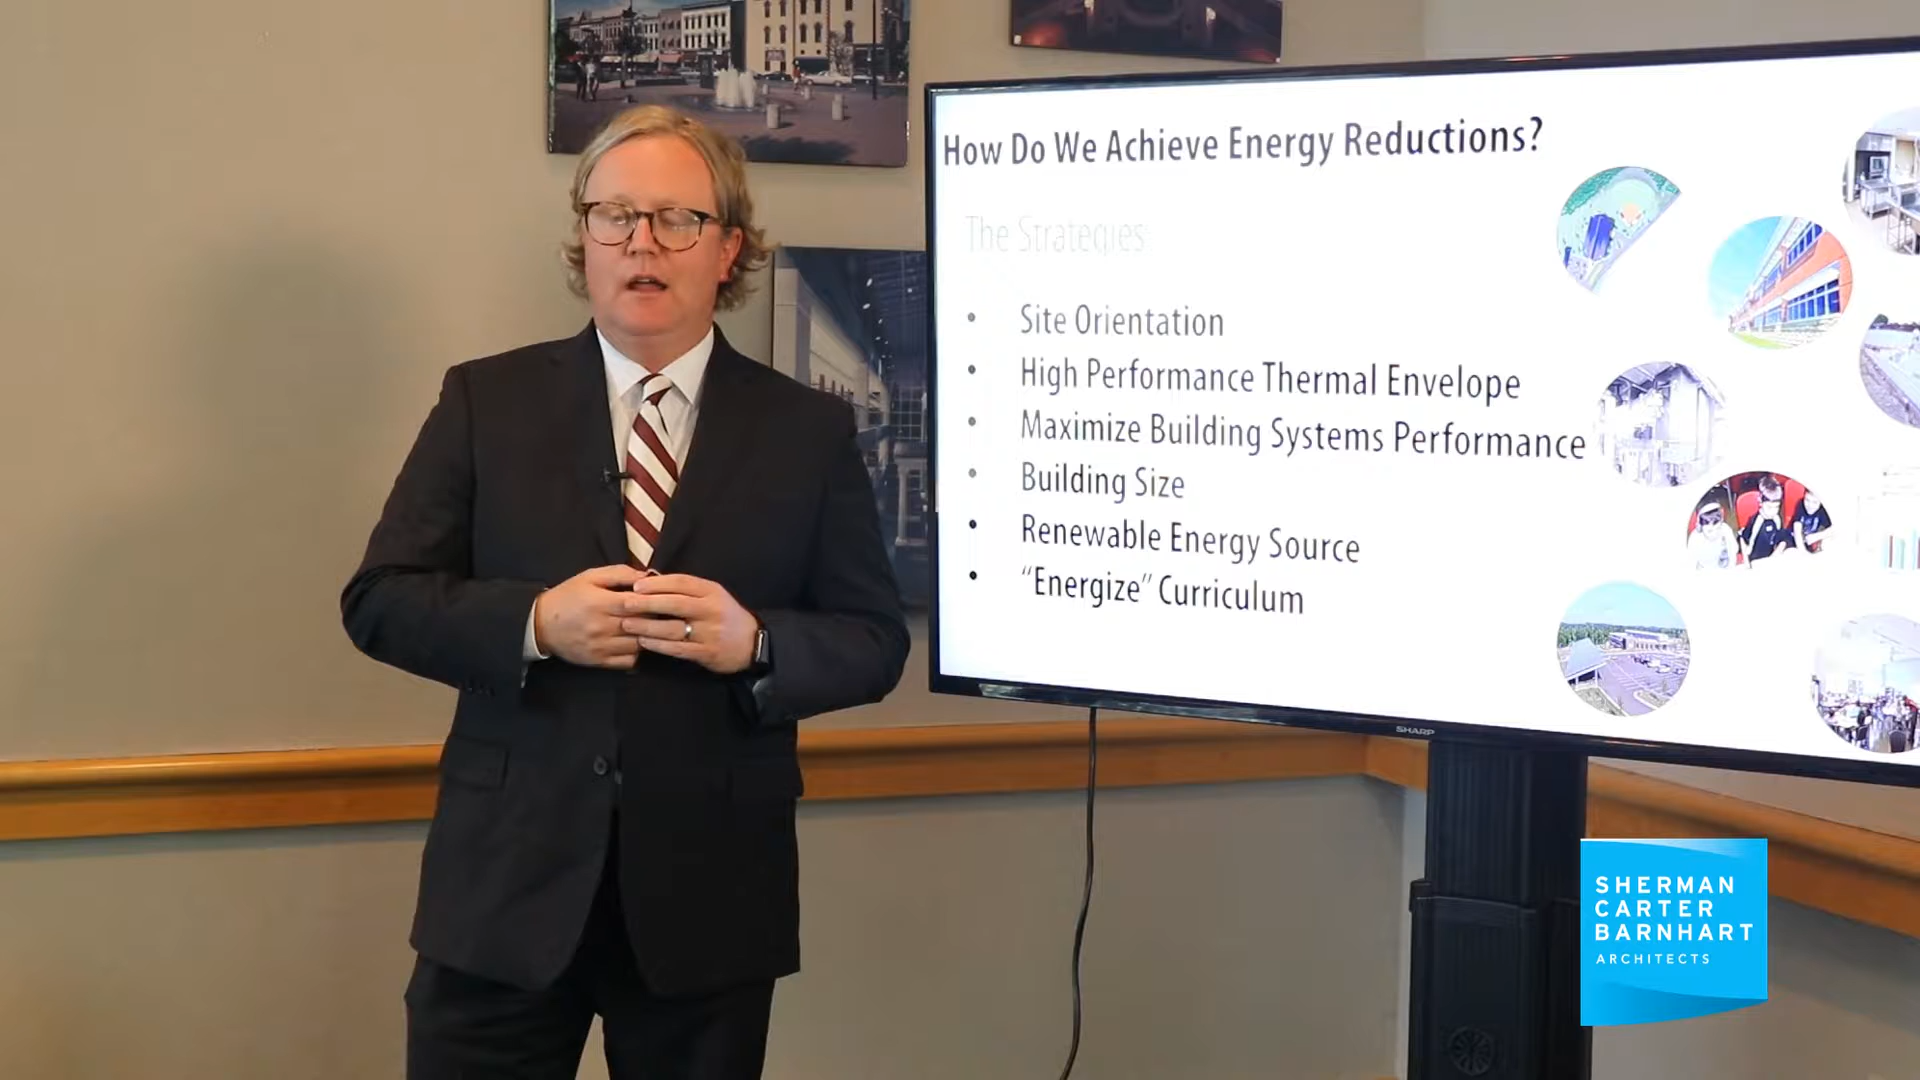 How Do We Achieve Energy Reductions?
The Strategies
• Site Orientation
• High Performance Thermal Envelope
• Maximize Building Systems Performance
• Building Size
• Renewable Energy Source
• “Energize” Curriculum
SHARP
SHERMAN
CARTER
BARNHART
ARCHITECTS